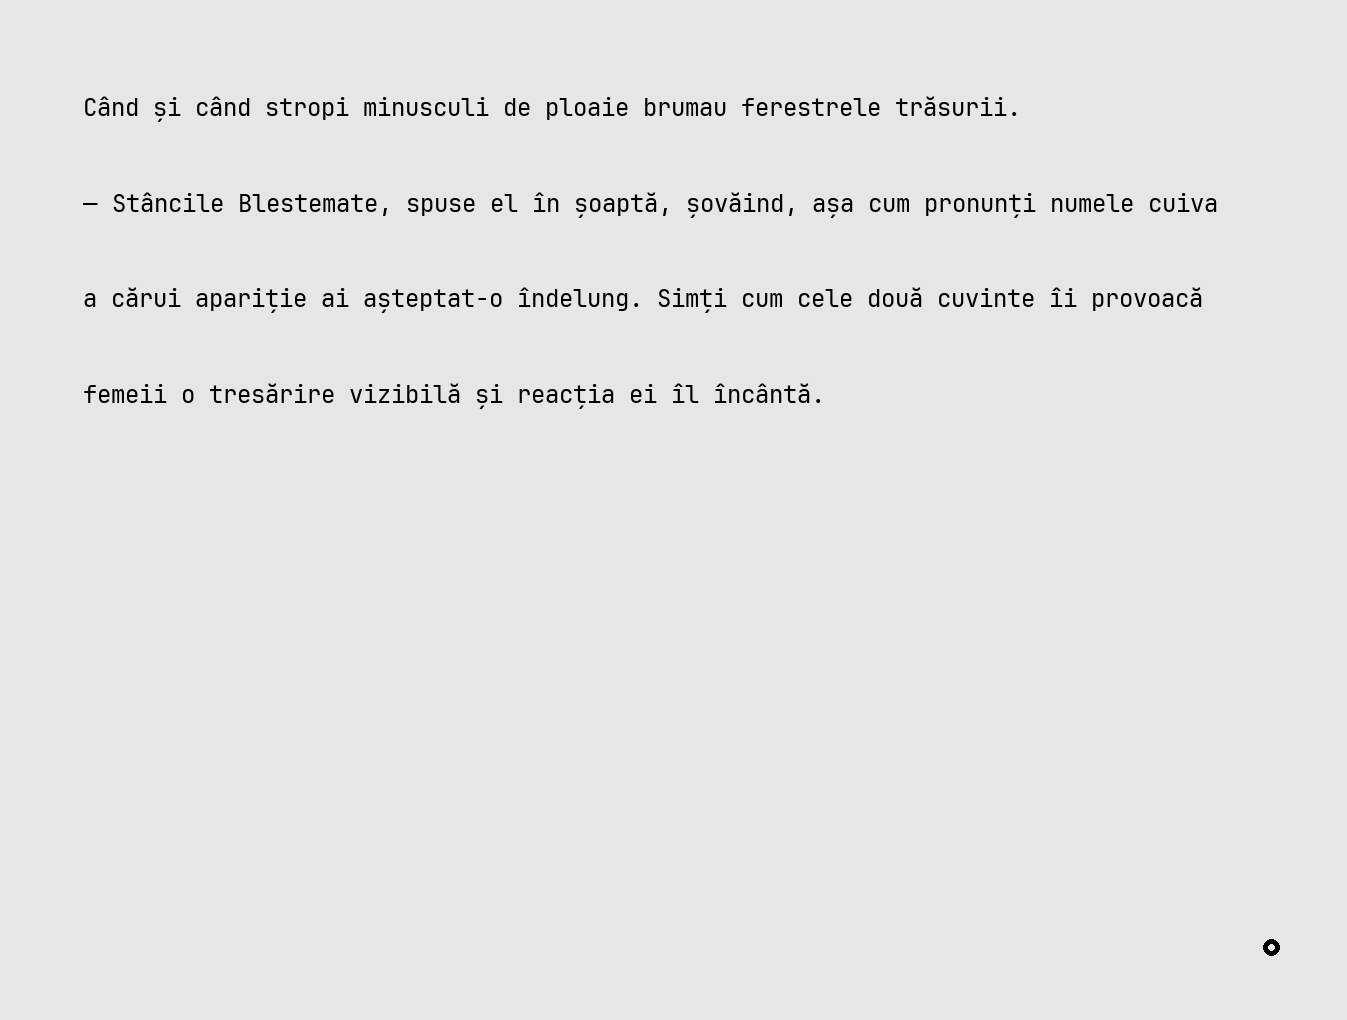 Când și când stropi minusculi de ploaie brumau ferestrele trăsurii.
— Stâncile Blestemate, spuse el în șoaptă, șovăind, așa cum pronunți numele cuiva
a cărui apariție ai așteptat-o îndelung. Simți cum cele două cuvinte îi provoacă
femeii o tresărire vizibilă și reacția ei îl încântă.